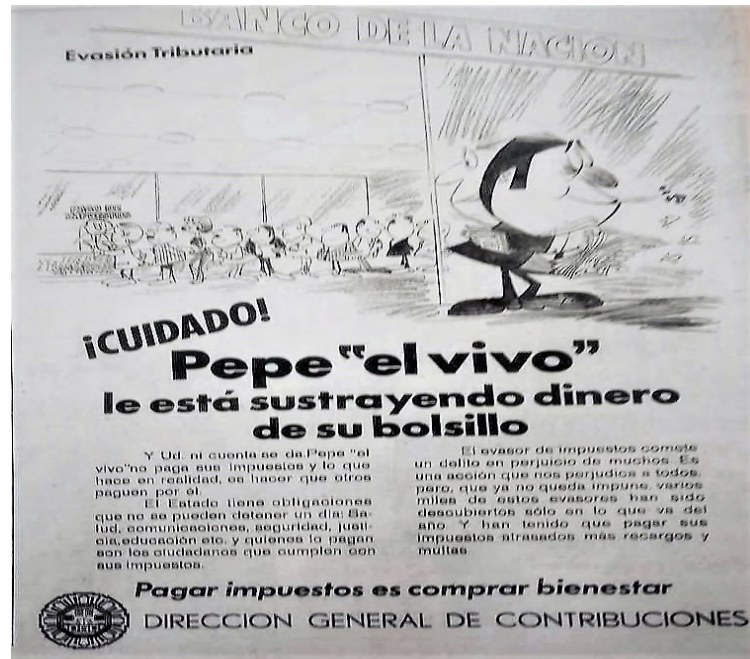 BANCO DE LA NACION
Evasión Tributaria
¡CUIDADO!
Pepe "el vivo"
le está sustrayendo dinero
de su bolsillo
Y Ud. ni cuenta se da.Pepe "el
vivo"no paga sus impuestos y lo que
hace en realidad, es hacer que otros
paguen por él.
El Estado tiene obligaciones
que no se pueden detener un día: Sa-
lud, comunicaciones, seguridad, justi-
cia,educación etc. y quienes lo pagan
son los ciudadanos que cumplen con
sus impuestos.
El evasor de impuestos comete
un delito en perjuicio de muchos. Es
una acción que nos perjudica a todos,
pero, que ya no queda impune, varios
miles de estos evasores han sido
descubiertos sólo en lo que va del
año Y han tenido que pagar sus
impuestos atrasados más recargos y
multas
Pagar impuestos es comprar bienestar
DIRECCION GENERAL DE CONTRIBUCIONES